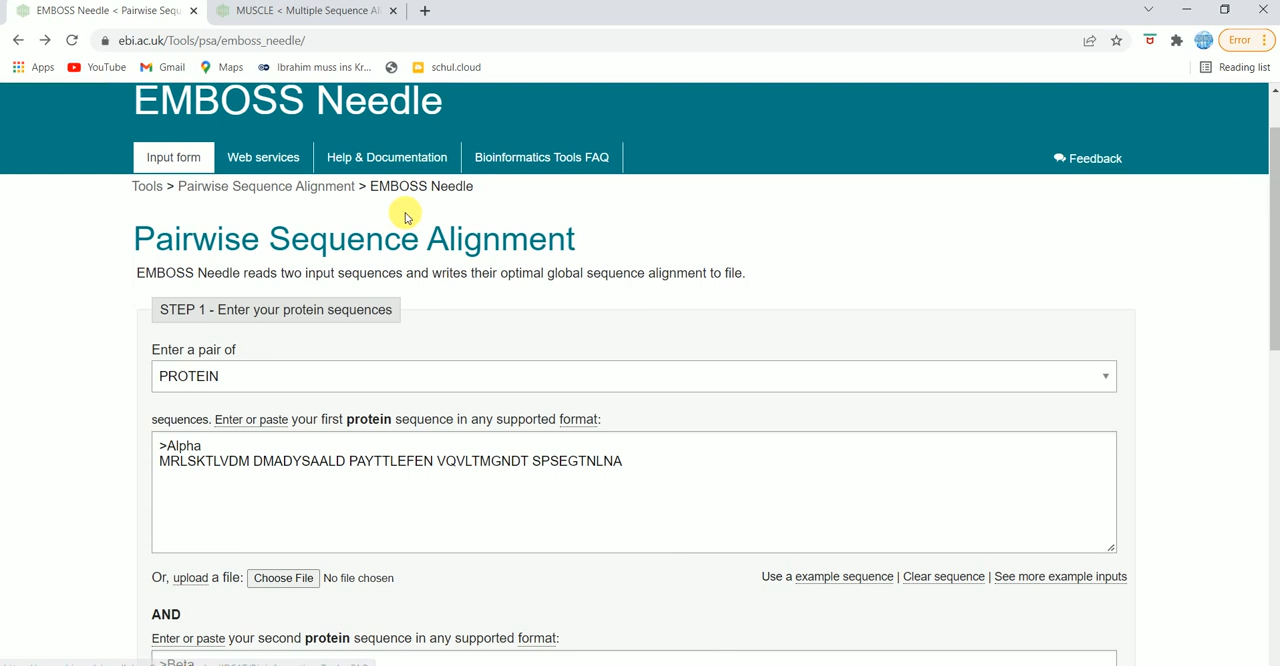 EMBOSS Needle < Pairwise Sequ
MUSCLE < Multiple Sequence Al
ebi.ac.uk/Tools/psa/emboss_needle/
Error
Apps
YouTube
Gmail
Maps
Ibrahim muss ins Kr...
schul.cloud
Reading list
EMBOSS Needle
Input form
Web services
Help & Documentation
Bioinformatics Tools FAQ
Feedback
Tools > Pairwise Sequence Alignment > EMBOSS Needle
Pairwise Sequence Alignment
EMBOSS Needle reads two input sequences and writes their optimal global sequence alignment to file.
STEP 1 - Enter your protein sequences
Enter a pair of
PROTEIN
sequences. Enter or paste your first protein sequence in any supported format:
>Alpha
MRLSKTLVDM DMADYSAALD PAYTTLEFEN VQVLTMGNDT SPSEGTNLNA
Or, upload a file: Choose File No file chosen
Use a example sequence | Clear sequence | See more example inputs
AND
Enter or paste your second protein sequence in any supported format:
>Beta